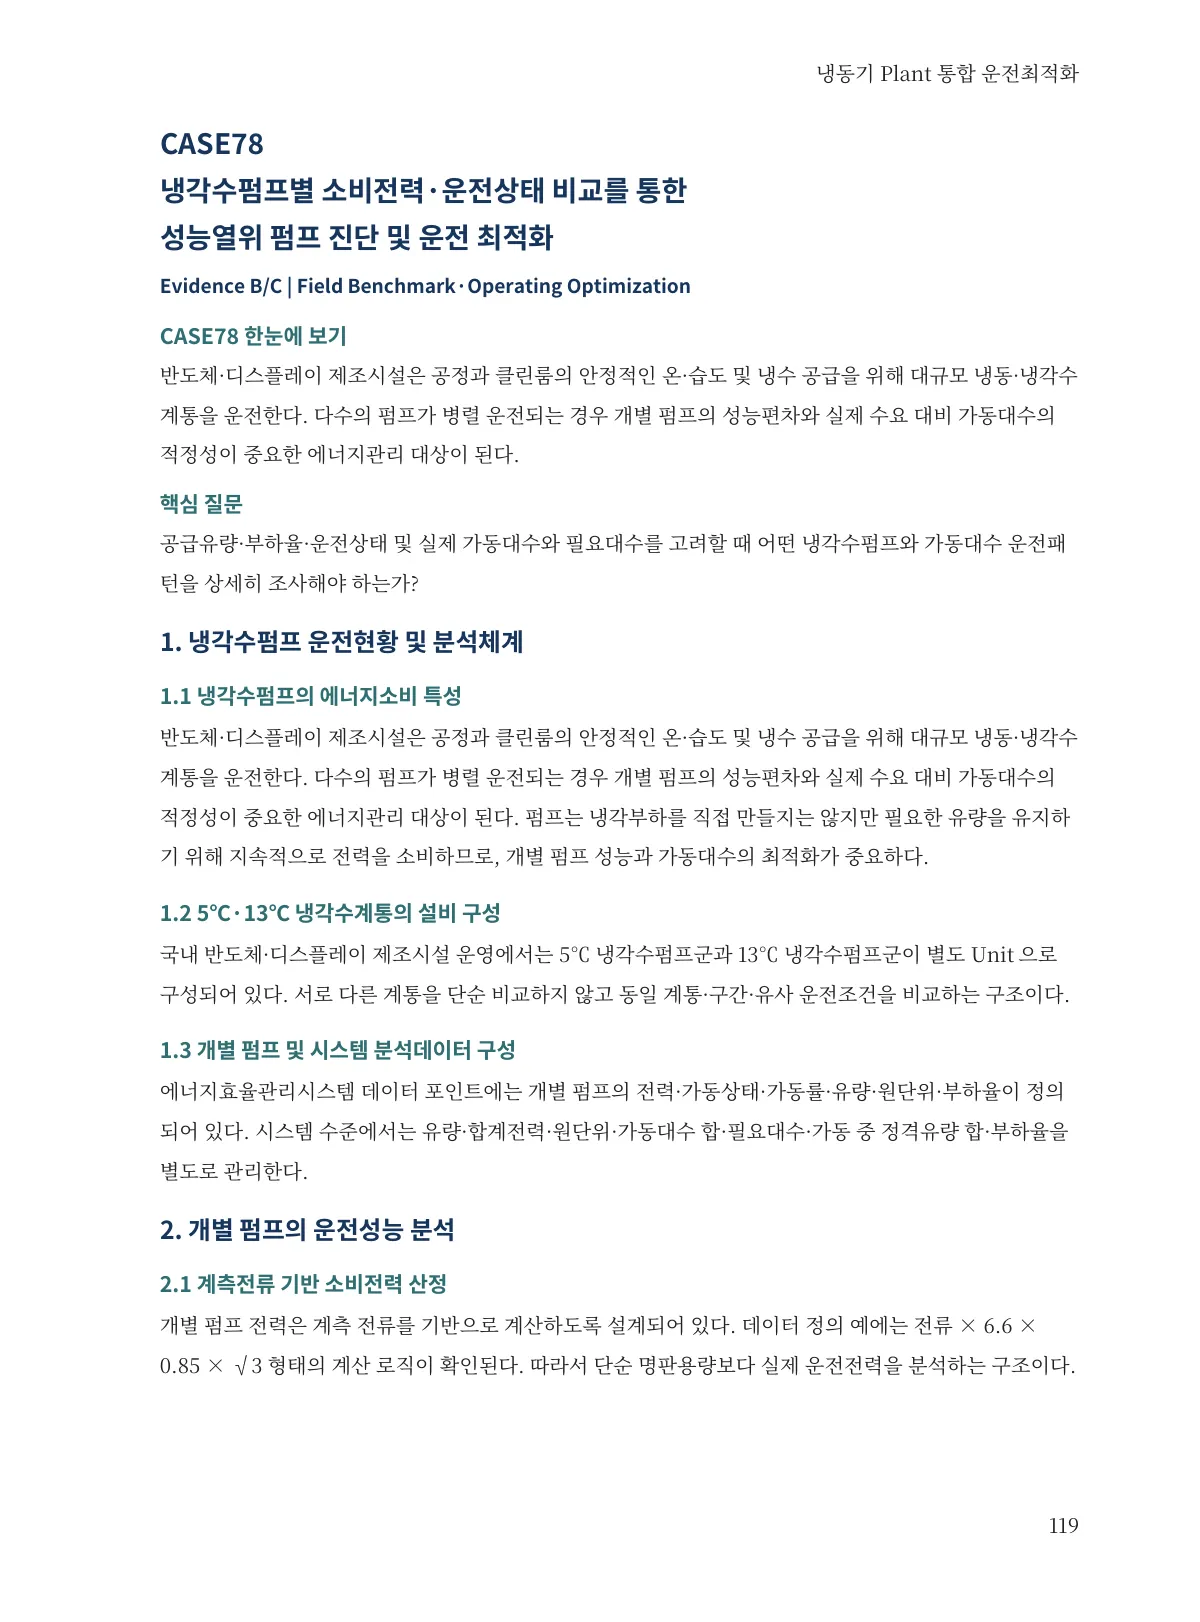 냉동기 Plant 통합 운전최적화
CASE78
냉각수펌프별 소비전력·운전상태 비교를 통한
성능열위 펌프 진단 및 운전 최적화
Evidence B/C | Field Benchmark·Operating Optimization
CASE78 한눈에 보기
반도체·디스플레이 제조시설은 공정과 클린룸의 안정적인 온·습도 및 냉수 공급을 위해 대규모 냉동·냉각수
계통을 운전한다. 다수의 펌프가 병렬 운전되는 경우 개별 펌프의 성능편차와 실제 수요 대비 가동대수의
적정성이 중요한 에너지관리 대상이 된다.
핵심 질문
공급유량·부하율·운전상태 및 실제 가동대수와 필요대수를 고려할 때 어떤 냉각수펌프와 가동대수 운전패
턴을 상세히 조사해야 하는가?
1. 냉각수펌프 운전현황 및 분석체계
1.1 냉각수펌프의 에너지소비 특성
반도체·디스플레이 제조시설은 공정과 클린룸의 안정적인 온·습도 및 냉수 공급을 위해 대규모 냉동·냉각수
계통을 운전한다. 다수의 펌프가 병렬 운전되는 경우 개별 펌프의 성능편차와 실제 수요 대비 가동대수의
적정성이 중요한 에너지관리 대상이 된다. 펌프는 냉각부하를 직접 만들지는 않지만 필요한 유량을 유지하
기 위해 지속적으로 전력을 소비하므로, 개별 펌프 성능과 가동대수의 최적화가 중요하다.
1.2 5℃·13℃ 냉각수계통의 설비 구성
국내 반도체·디스플레이 제조시설 운영에서는 5℃ 냉각수펌프군과 13℃ 냉각수펌프군이 별도 Unit으로
구성되어 있다. 서로 다른 계통을 단순 비교하지 않고 동일 계통·구간·유사 운전조건을 비교하는 구조이다.
1.3 개별 펌프 및 시스템 분석데이터 구성
에너지효율관리시스템 데이터 포인트에는 개별 펌프의 전력·가동상태·가동률·유량·원단위·부하율이 정의
되어 있다. 시스템 수준에서는 유량·합계전력·원단위·가동대수 합·필요대수·가동 중 정격유량 합·부하율을
별도로 관리한다.
2. 개별 펌프의 운전성능 분석
2.1 계측전류 기반 소비전력 산정
개별 펌프 전력은 계측 전류를 기반으로 계산하도록 설계되어 있다. 데이터 정의 예에는 전류 × 6.6 ×
0.85 × √3 형태의 계산 로직이 확인된다. 따라서 단순 명판용량보다 실제 운전전력을 분석하는 구조이다.
119